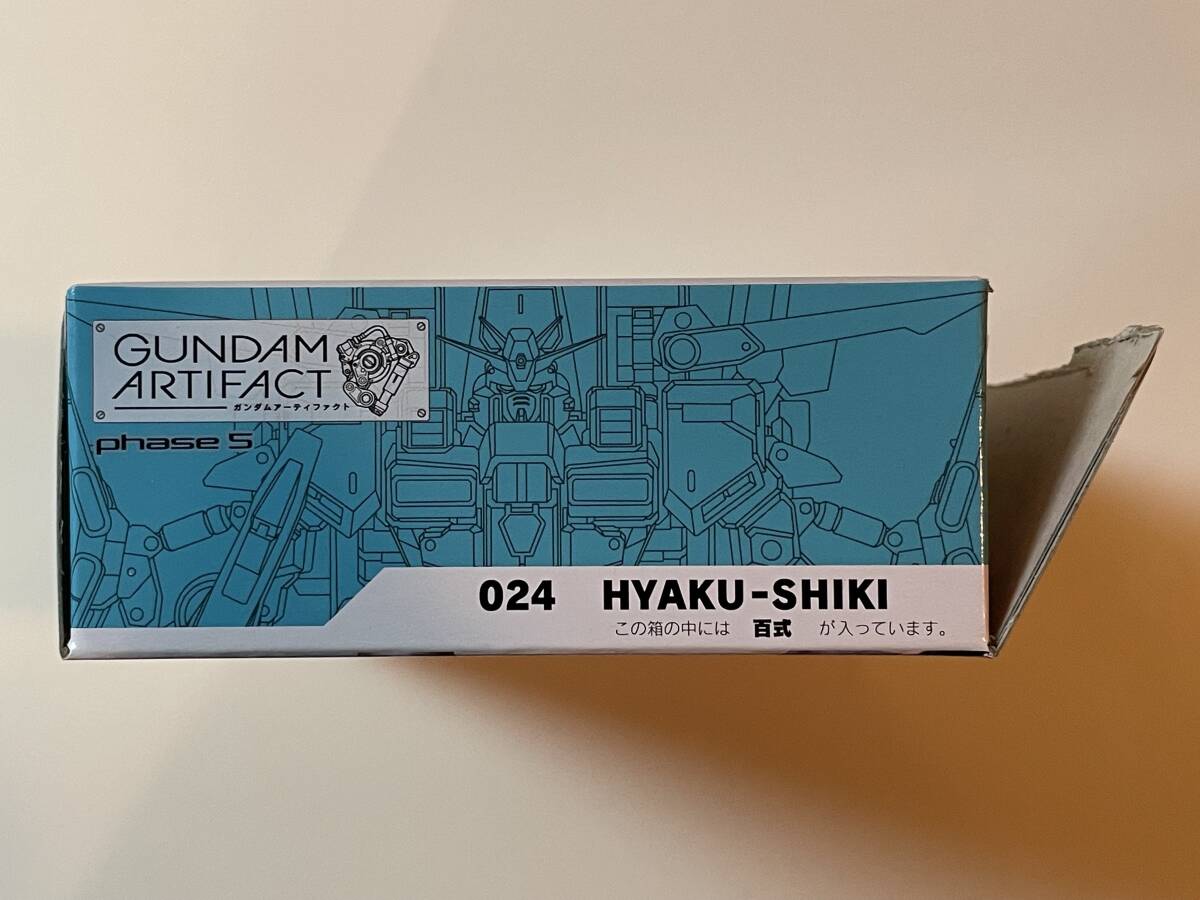 GUNDAM
ARTIFACT
ガンダムアーティファクト
phase 5
024 HYAKU-SHIKI
この箱の中には 百式 が入っています。